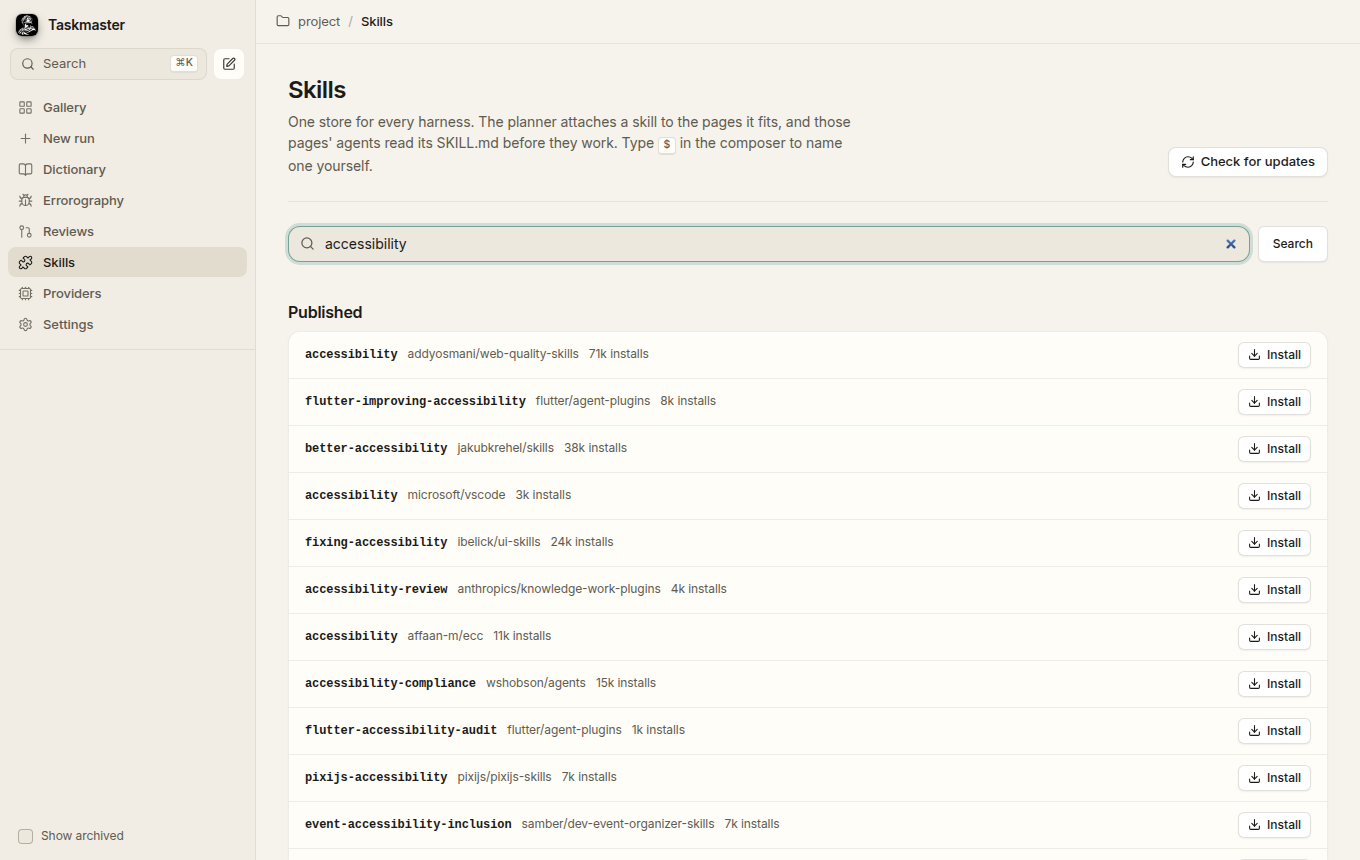 Taskmaster
project / Skills
Search ⌘K
Gallery
New run
Dictionary
Errorography
Reviews
Skills
Providers
Settings
Show archived
Skills
One store for every harness. The planner attaches a skill to the pages it fits, and those
pages' agents read its SKILL.md before they work. Type $ in the composer to name
one yourself.
Check for updates
accessibility
Search
Published
accessibility addyosmani/web-quality-skills 71k installs Install
flutter-improving-accessibility flutter/agent-plugins 8k installs Install
better-accessibility jakubkrehel/skills 38k installs Install
accessibility microsoft/vscode 3k installs Install
fixing-accessibility ibelick/ui-skills 24k installs Install
accessibility-review anthropics/knowledge-work-plugins 4k installs Install
accessibility affaan-m/ecc 11k installs Install
accessibility-compliance wshobson/agents 15k installs Install
flutter-accessibility-audit flutter/agent-plugins 1k installs Install
pixijs-accessibility pixijs/pixijs-skills 7k installs Install
event-accessibility-inclusion samber/dev-event-organizer-skills 7k installs Install